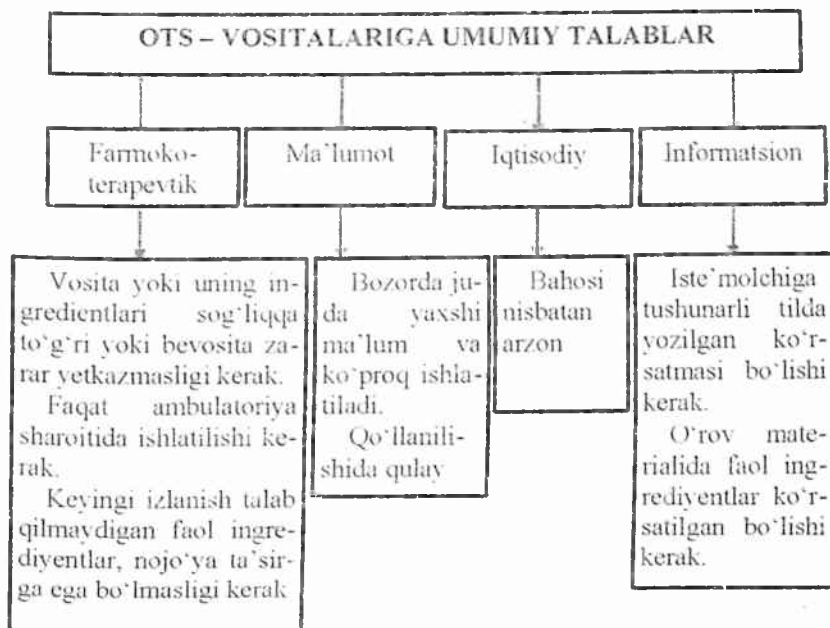 OTS – VOSITALARIGA UMUMIY TALABLAR
Farmoko-
terapevtik
Ma'lumot
Iqtisodiy
Informatsion
Vosita yoki uning in-
gredientlari sog‘liqqa
to‘g‘ri yoki bevosita za-
rar yetkazmasligi kerak.
Faqat ambulatoriya
sharoitida ishlatilishi ke-
rak.
Keyingi izlanish talab
qilmaydigan faol ingre-
diyentlar, nojo‘ya ta'sir-
ga ega bo‘lmasligi kerak
Bozorda ju-
da yaxshi
ma'lum va
ko‘proq ishla-
tiladi.
Qo‘llanili-
shida qulay
Bahosi
nisbatan
arzon
Iste'molchiga
tushunarli tilda
yozilgan ko‘r-
satmasi bo‘lishi
kerak.
O‘rov mate-
rialida faol ing-
rediyentlar ko‘r-
satilgan bo‘lishi
kerak.